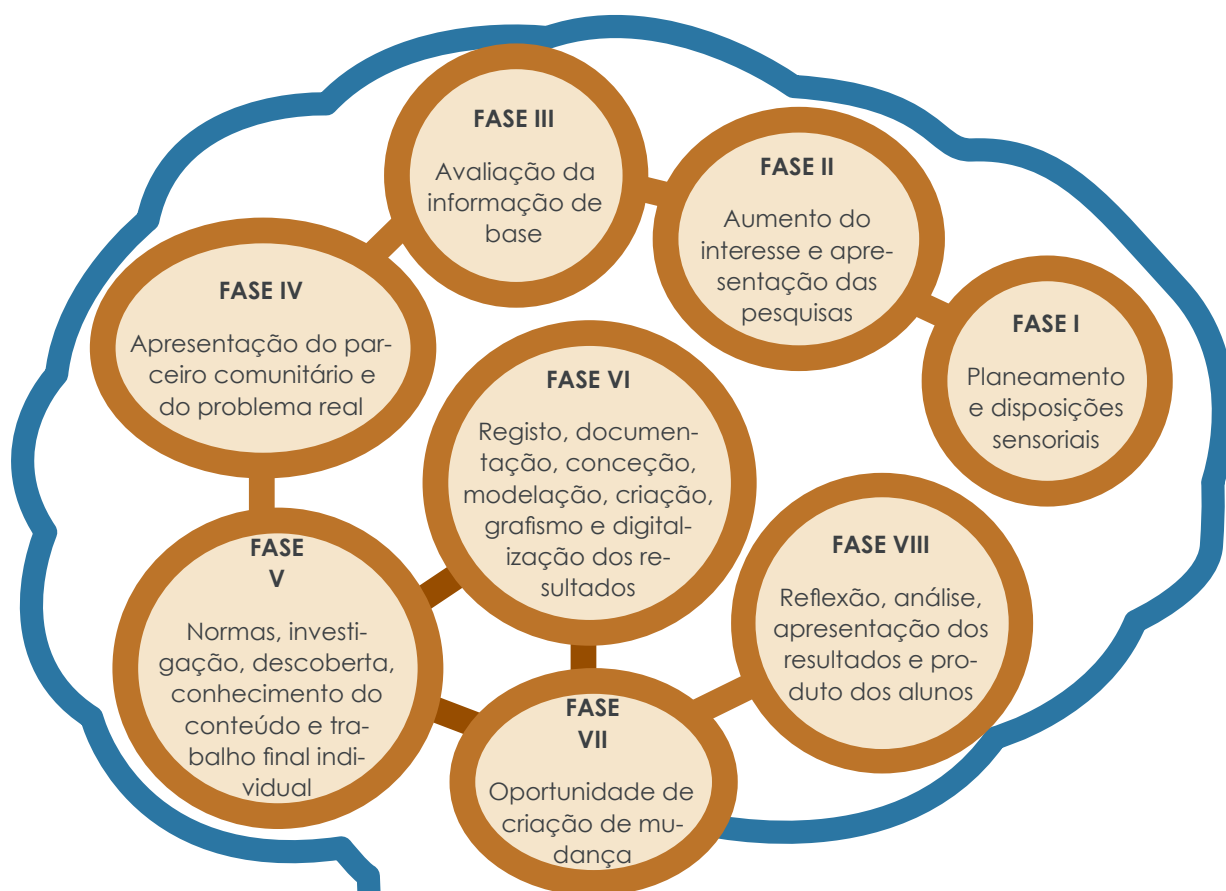 FASE III
Avaliação da
informação de
base
FASE II
Aumento do
interesse e apre-
sentação das
pesquisas
FASE I
Planeamento
e disposições
sensoriais
FASE IV
Apresentação do par-
ceiro comunitário e
do problema real
FASE VI
Registo, documen-
tação, conceção,
modelação, criação,
grafismo e digital-
ização dos re-
sultados
FASE
V
Normas, investi-
gação, descoberta,
conhecimento do
conteúdo e tra-
balho final indi-
vidual
FASE VIII
Reflexão, análise,
apresentação dos
resultados e pro-
duto dos alunos
FASE
VII
Oportunidade de
criação de mu-
dança